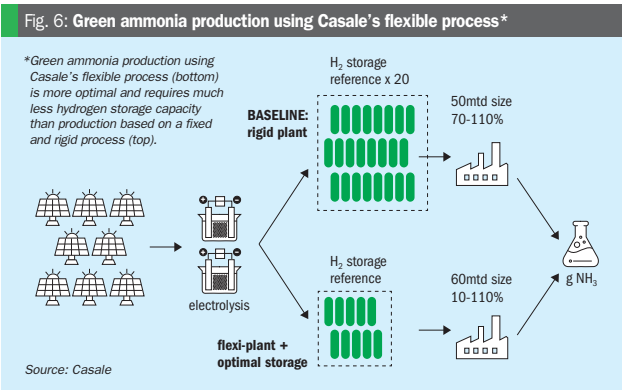 Fig. 6: Green ammonia production using Casale's flexible process*
*Green ammonia production using
Casale's flexible process (bottom)
is more optimal and requires much
less hydrogen storage capacity
than production based on a fixed
and rigid process (top).
H₂ storage
reference x 20
BASELINE:
rigid plant
50mtd size
70-110%
electrolysis
H₂ storage
reference
60mtd size
10-110%
g NH₃
flexi-plant +
optimal storage
Source: Casale